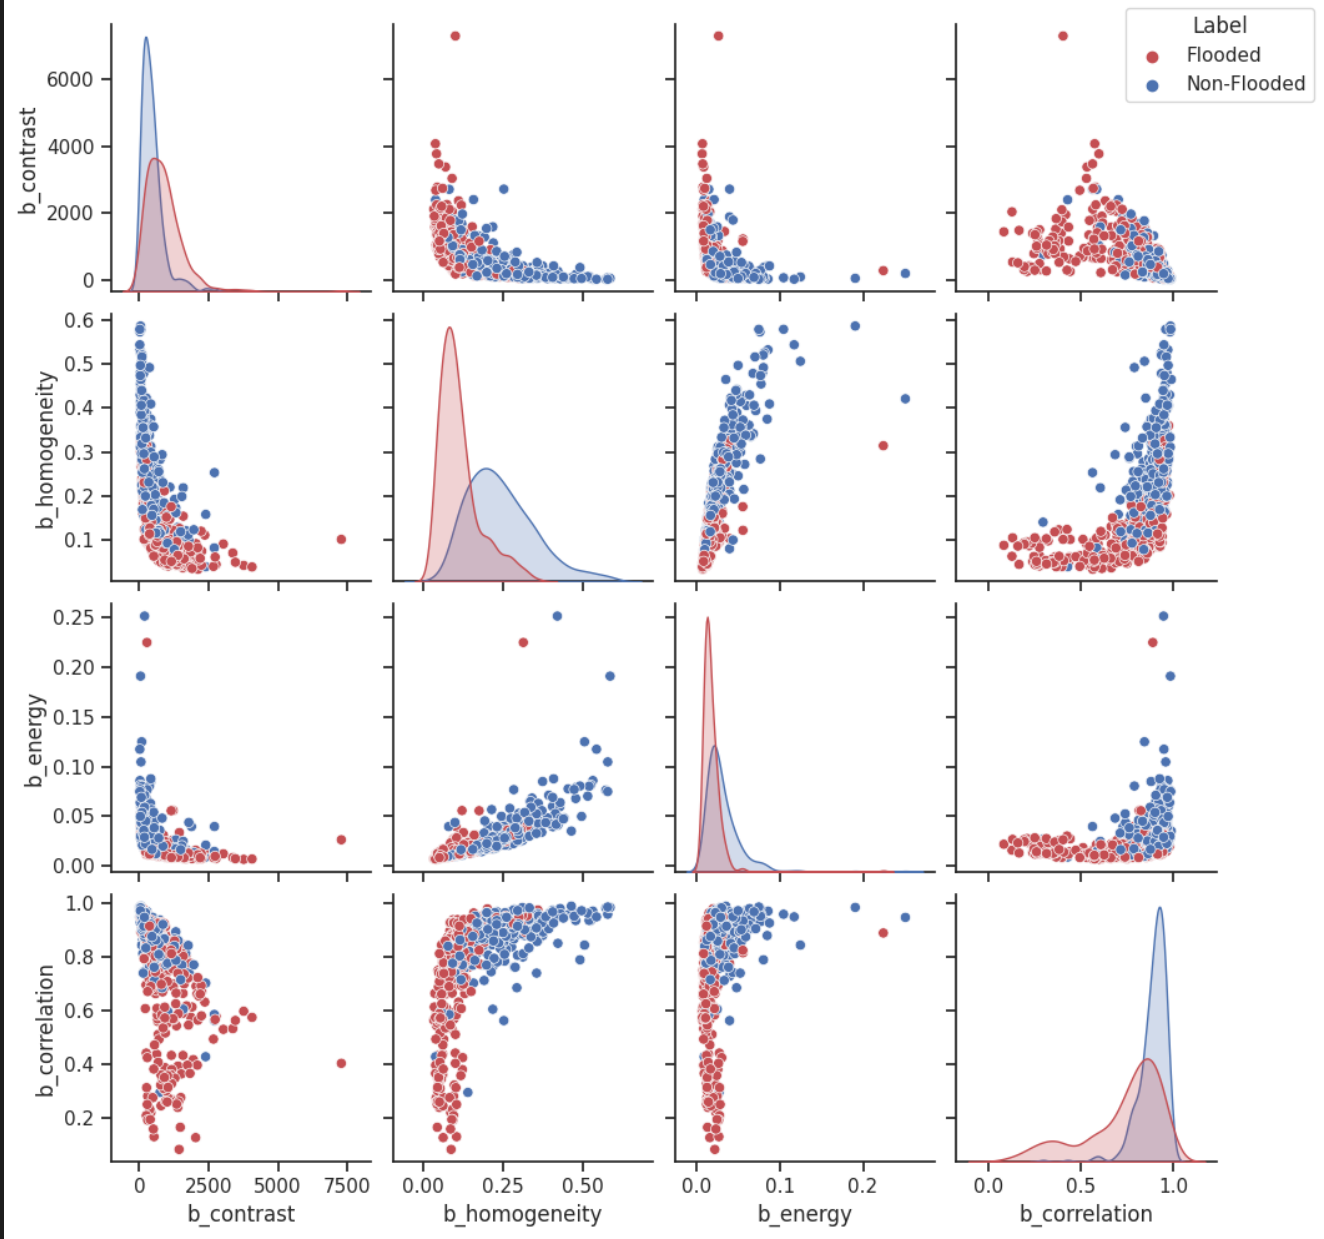 Label
Flooded
Non-Flooded
b_contrast
6000
4000
2000
0
b_homogeneity
0.6
0.5
0.4
0.3
0.2
0.1
b_energy
0.25
0.20
0.15
0.10
0.05
0.00
b_correlation
1.0
0.8
0.6
0.4
0.2
0 2500 5000 7500 0.00 0.25 0.50 0.0 0.1 0.2 0.0 0.5 1.0
b_contrast b_homogeneity b_energy b_correlation